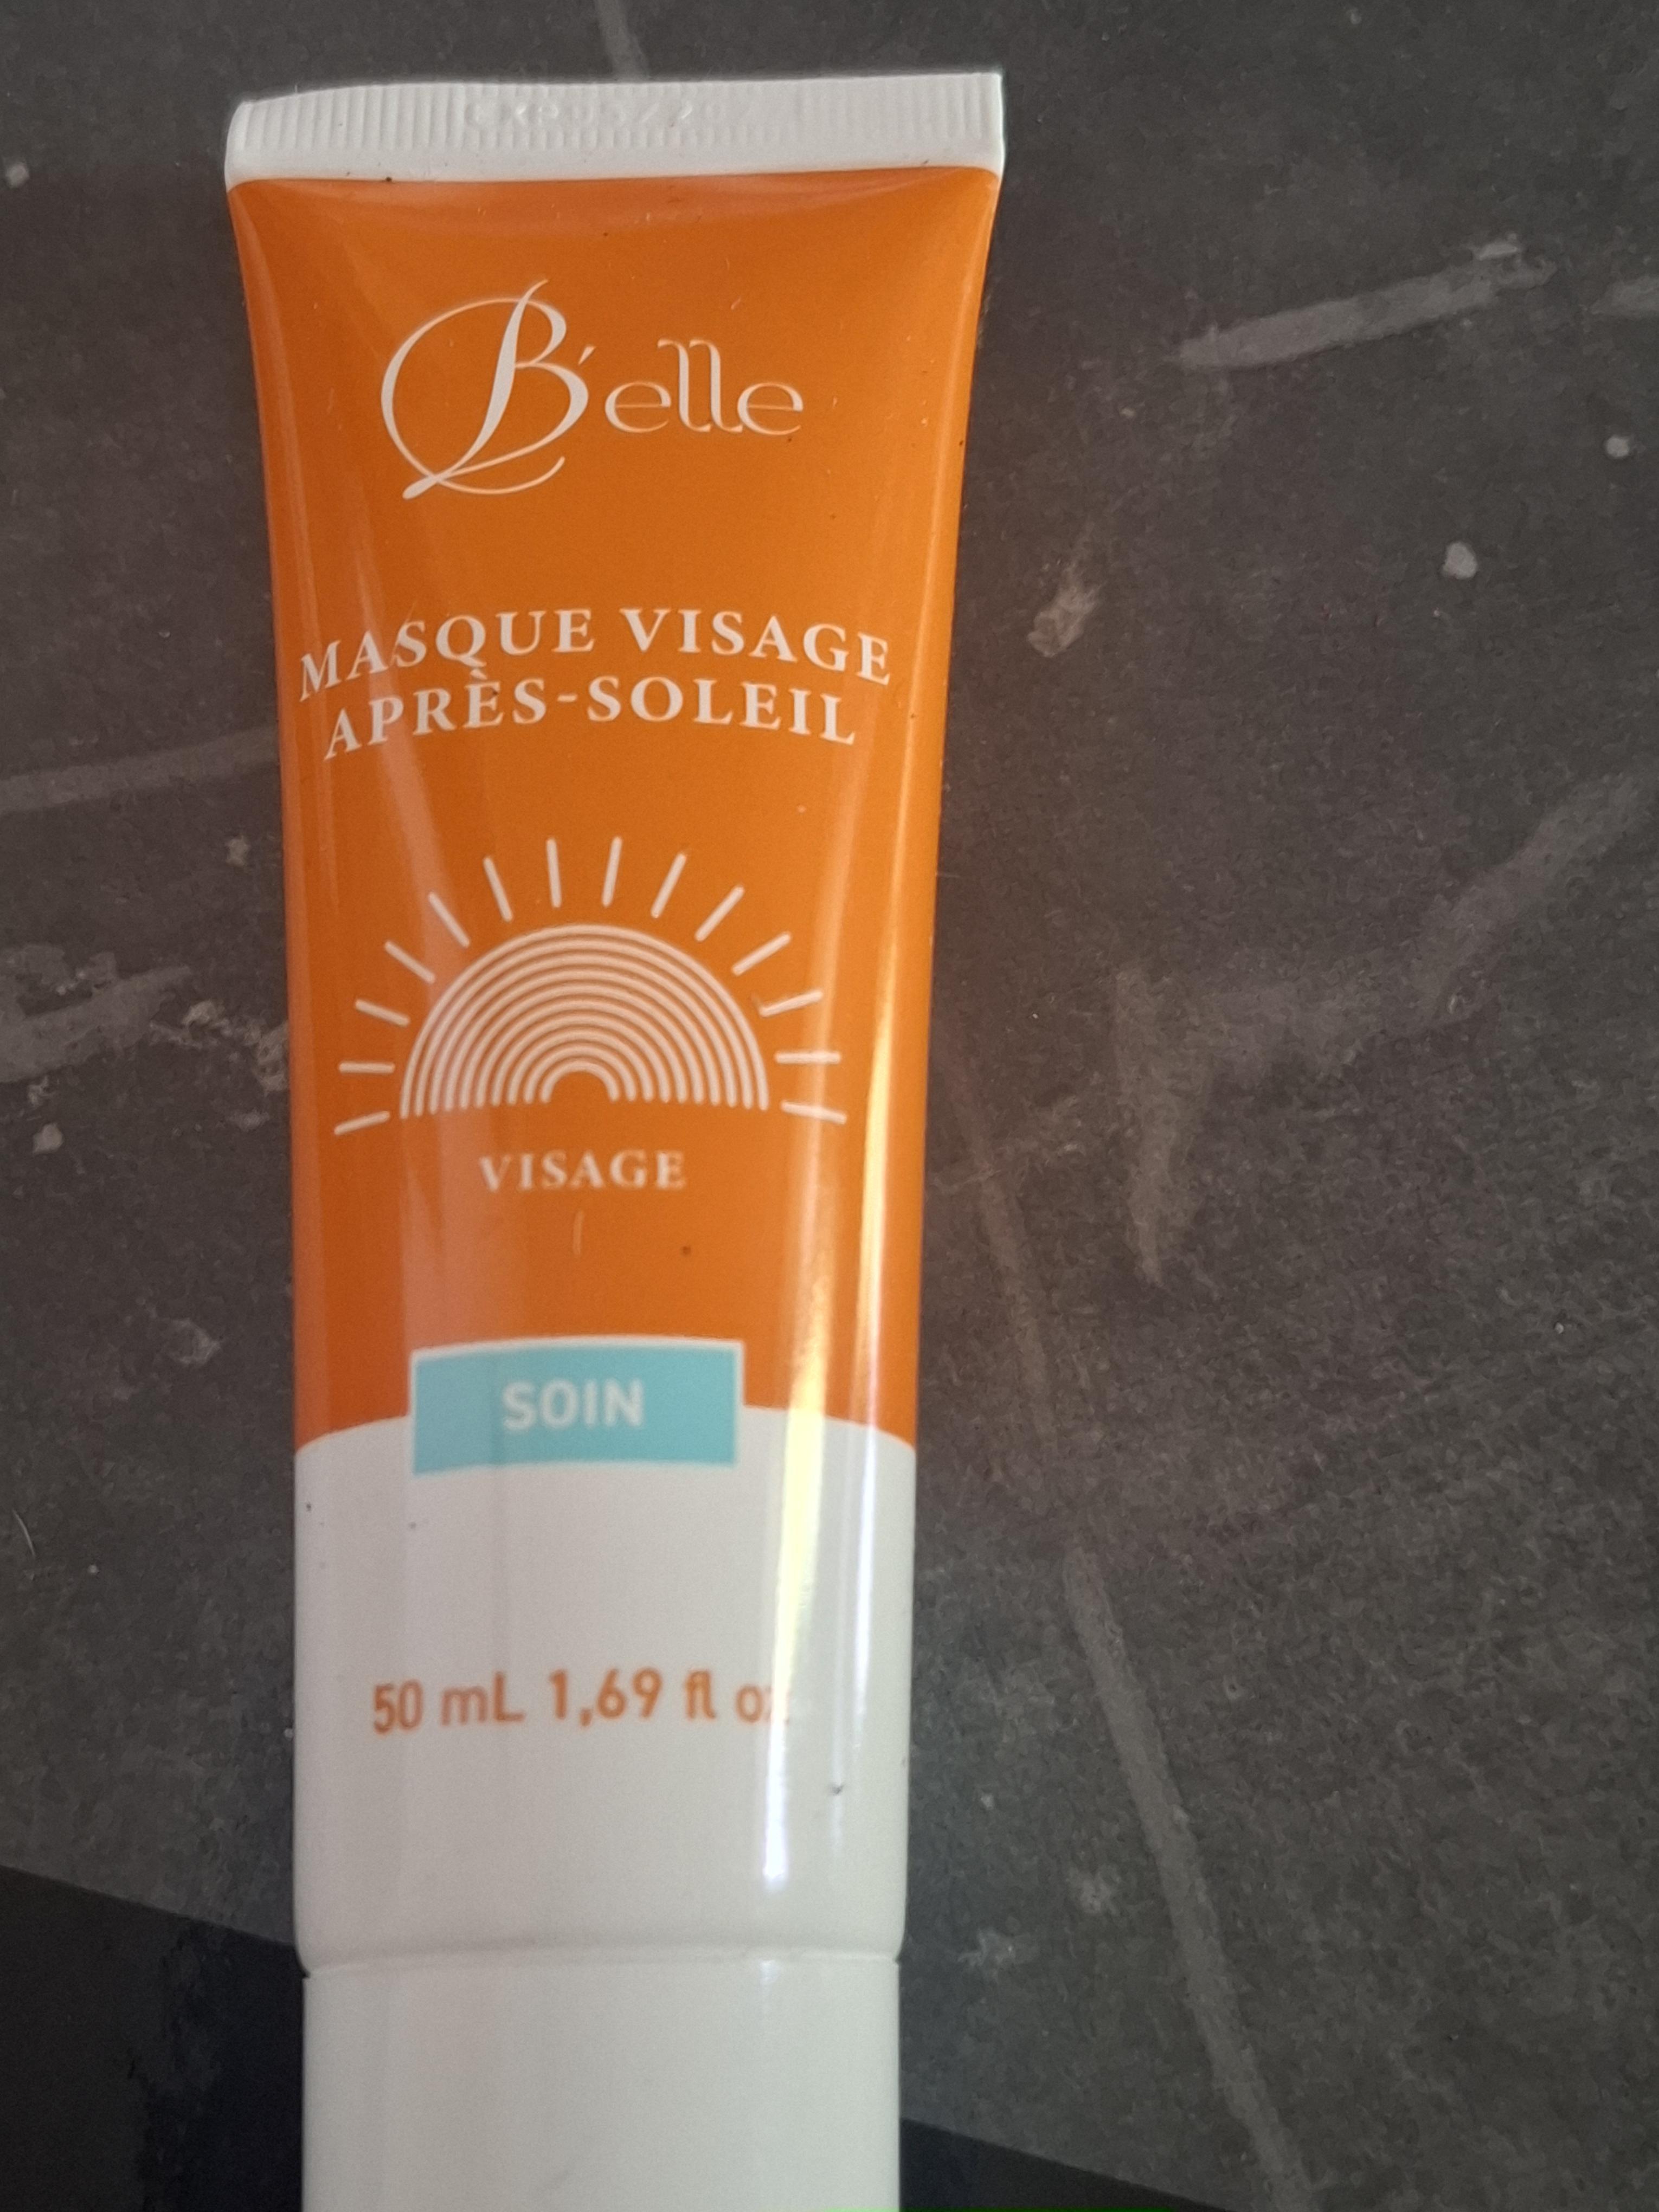 B'elle
MASQUE VISAGE
APRÈS-SOLEIL
VISAGE
SOIN
50 mL 1,69 fl oz